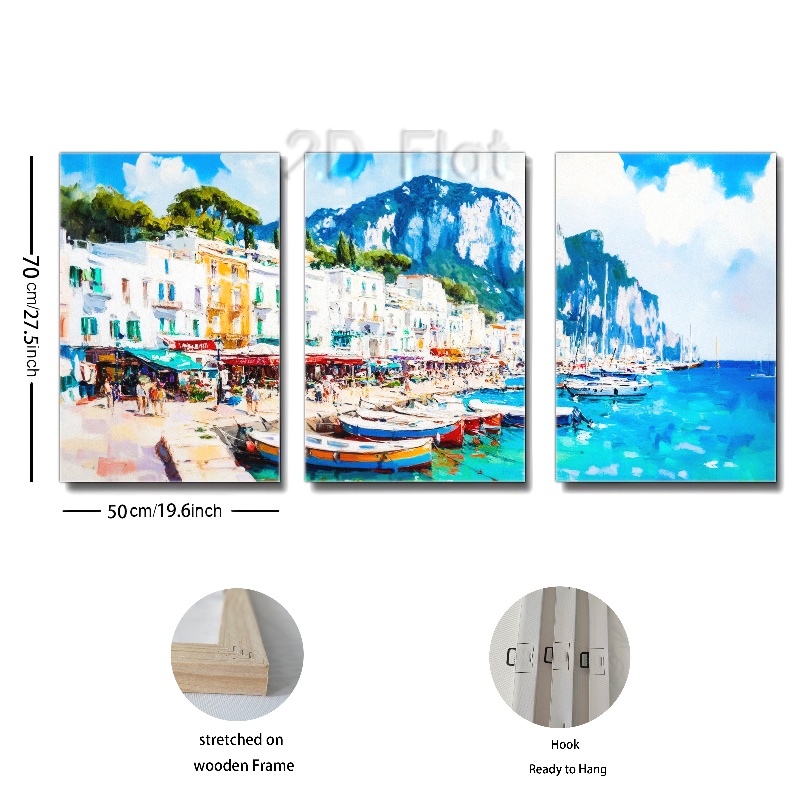 2D Flat
70cm/27.5inch
50cm/19.6inch
stretched on
wooden Frame
Hook
Ready to Hang